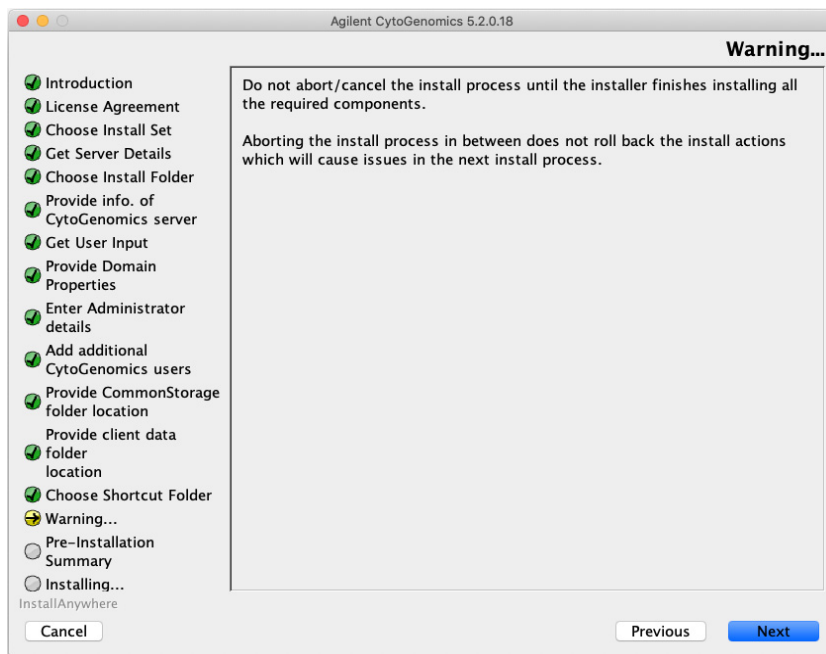 Agilent CytoGenomics 5.2.0.18
Warning...
Introduction
License Agreement
Choose Install Set
Get Server Details
Choose Install Folder
Provide info. of
CytoGenomics server
Get User Input
Provide Domain
Properties
Enter Administrator
details
Add additional
CytoGenomics users
Provide CommonStorage
folder location
Provide client data
folder
location
Choose Shortcut Folder
Warning...
Pre-Installation
Summary
Installing...
Do not abort/cancel the install process until the installer finishes installing all
the required components.
Aborting the install process in between does not roll back the install actions
which will cause issues in the next install process.
InstallAnywhere
Cancel
Previous
Next